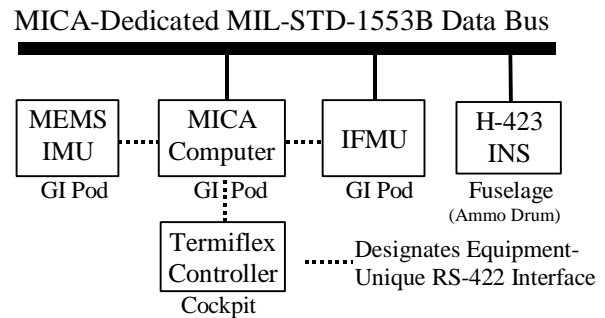 MICA-Dedicated MIL-STD-1553B Data Bus
MEMS
IMU
GI Pod
MICA
Computer
GI Pod
IFMU
GI Pod
H-423
INS
Fuselage
(Ammo Drum)
Termiflex
Controller
Cockpit
Designates Equipment-
Unique RS-422 Interface